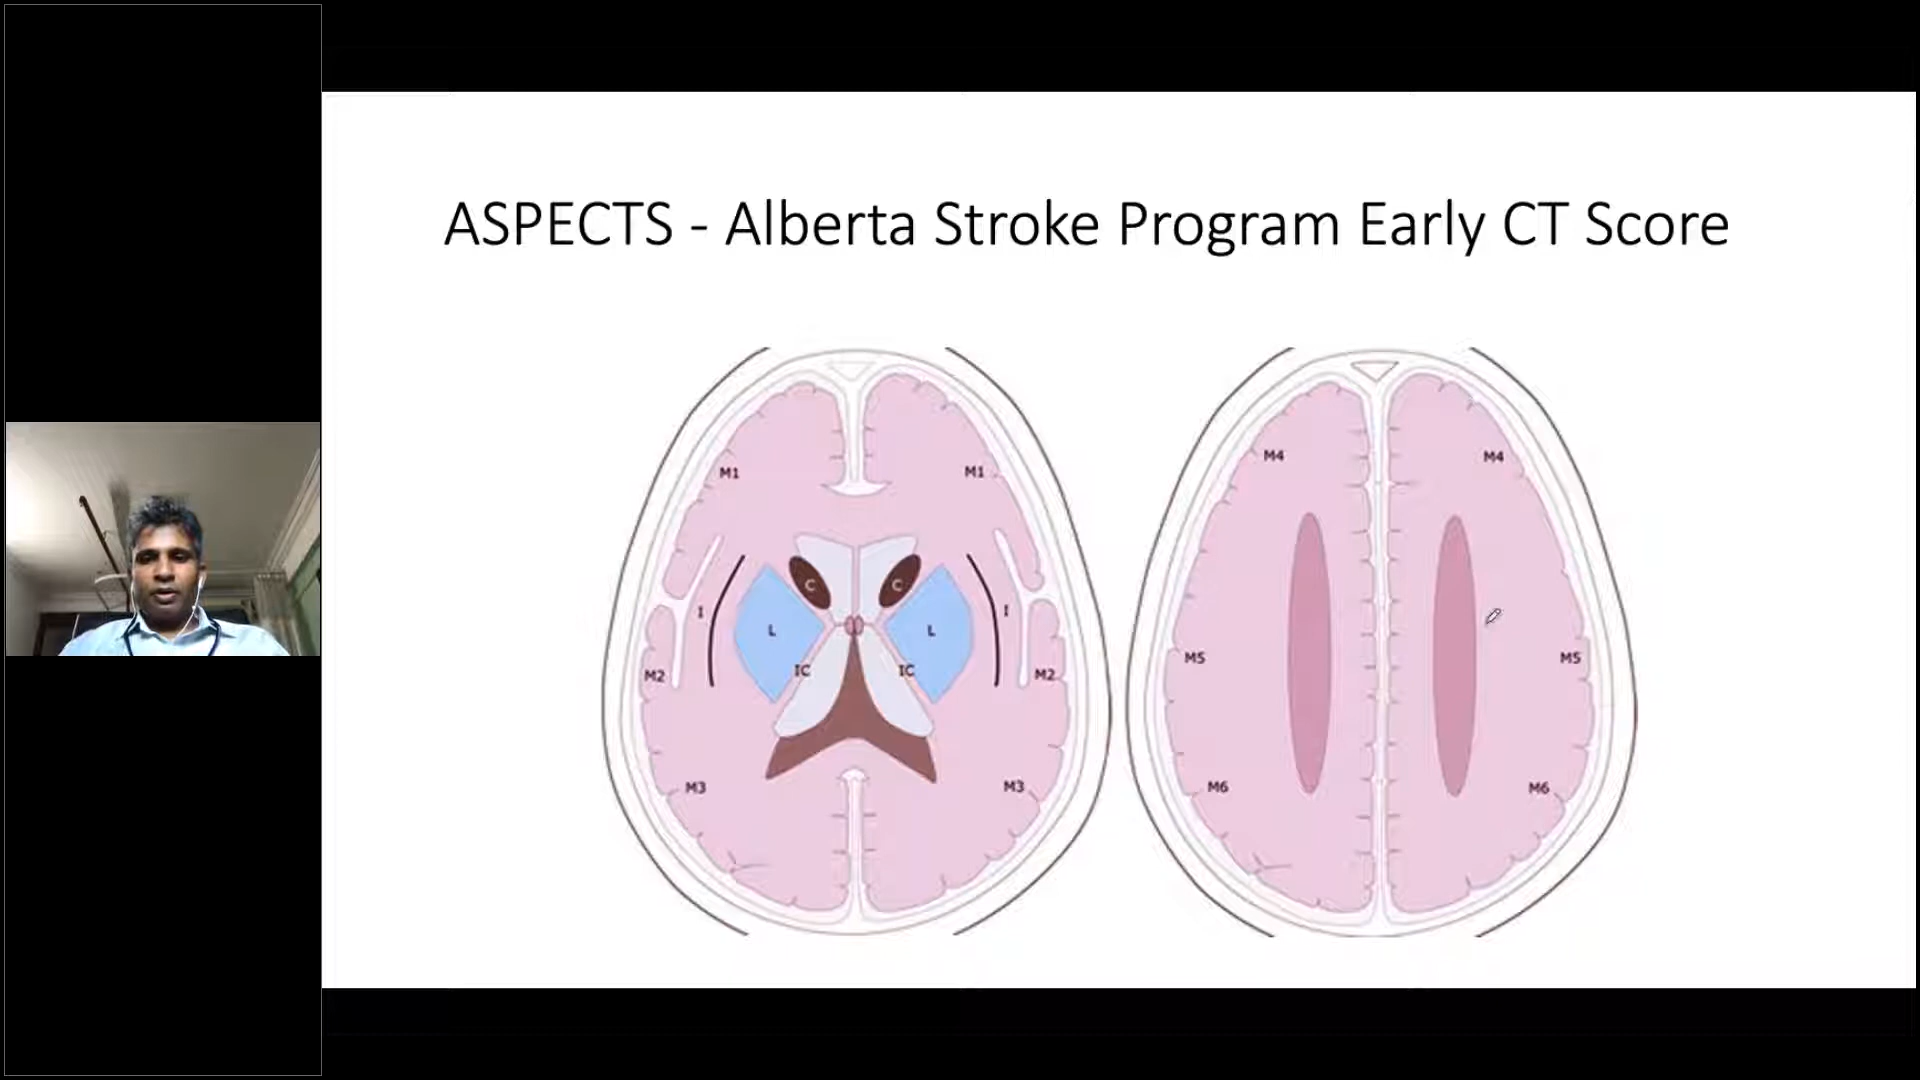 ASPECTS - Alberta Stroke Program Early CT Score
M1 M1 M4 M4
C C
I L L I
IC IC
M2 M2 M5 M5
M3 M3 M6 M6